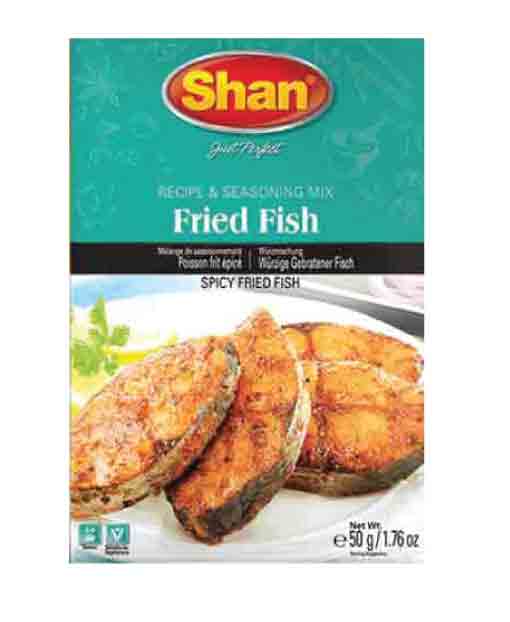 Shan
Just Perfect
RECIPE & SEASONING MIX
Fried Fish
Mélange de assaisonnement | Würzmischung
Poisson frit épicé | Würzige Gebratener Fisch
SPICY FRIED FISH
Net Wt.
e 50 g/1.76 oz